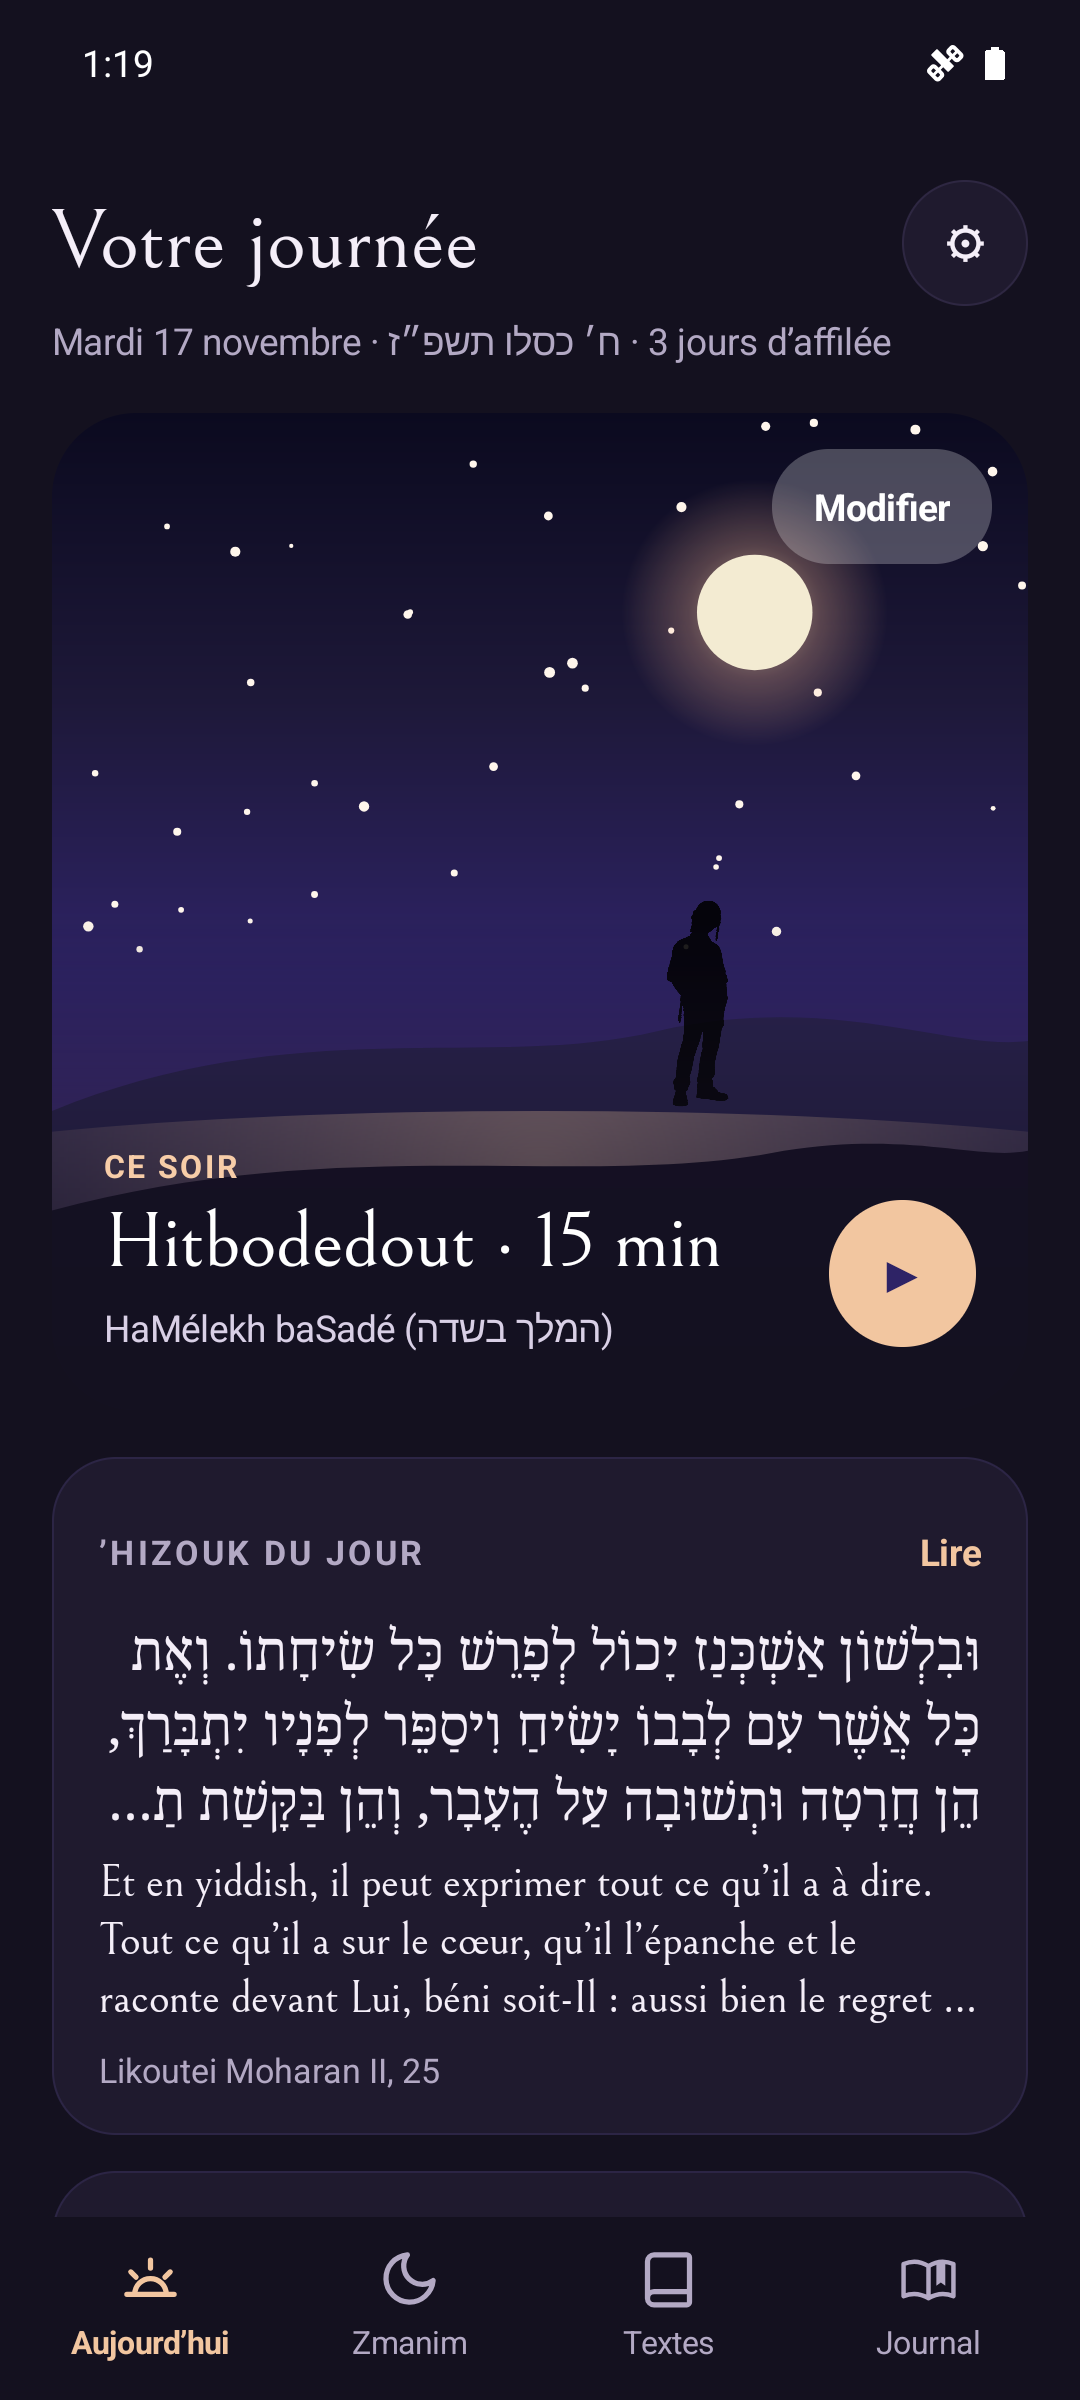 1:19
Votre journée
Mardi 17 novembre · ח׳ כסלו תשפ״ז · 3 jours d’affilée
Modifier
CE SOIR
Hitbodedout · 15 min
HaMélekh baSadé (המלך בשדה)
’HIZOUK DU JOUR
Lire
וּבִלְשׁוֹן אַשְׁכְּנַז יָכוֹל לְפָרֵשׁ כָּל שִׂיחָתוֹ. וְאֶת
כָּל אֲשֶׁר עִם לְבָבוֹ יָשִׂיחַ וִיסַפֵּר לְפָנָיו יִתְבָּרַךְ,
הֵן חֲרָטָה וּתְשׁוּבָה עַל הֶעָבָר, וְהֵן בַּקָּשַׁת תַ...
Et en yiddish, il peut exprimer tout ce qu’il a à dire.
Tout ce qu’il a sur le cœur, qu’il l’épanche et le
raconte devant Lui, béni soit-Il : aussi bien le regret ...
Likoutei Moharan II, 25
Aujourd’hui
Zmanim
Textes
Journal